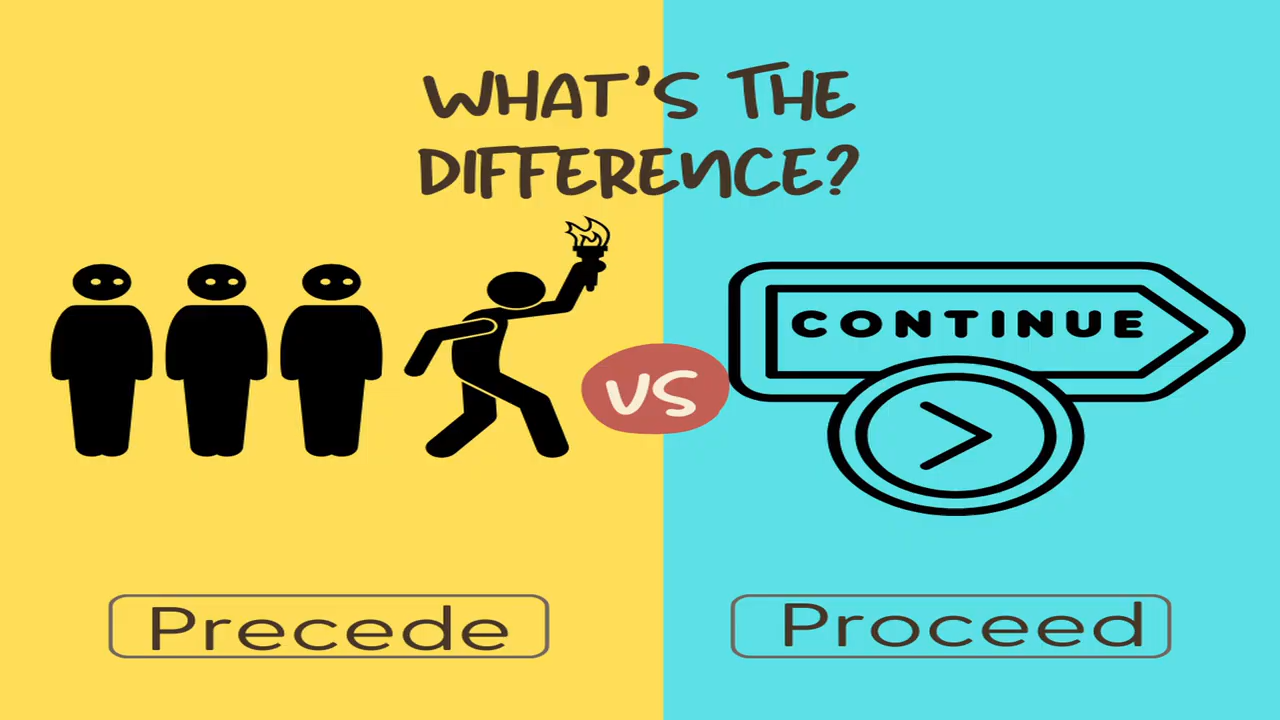 WHAT'S THE
DIFFERENCE?
CONTINUE
VS
>
Precede
Proceed